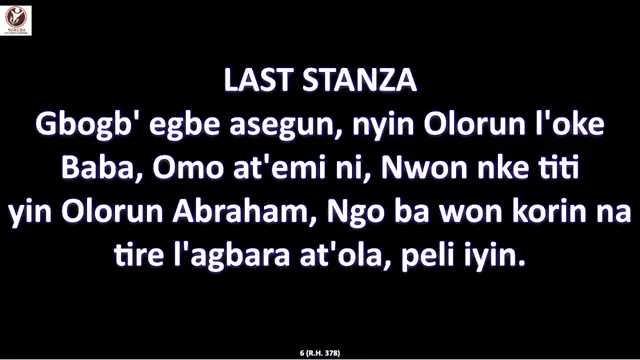 LAST STANZA
Gbogb' egbe asegun, nyin Olorun l'oke
Baba, Omo at'emi ni, Nwon nke titi
yin Olorun Abraham, Ngo ba won korin na
tire l'agbara at'ola, peli iyin.
6 (R.H. 378)